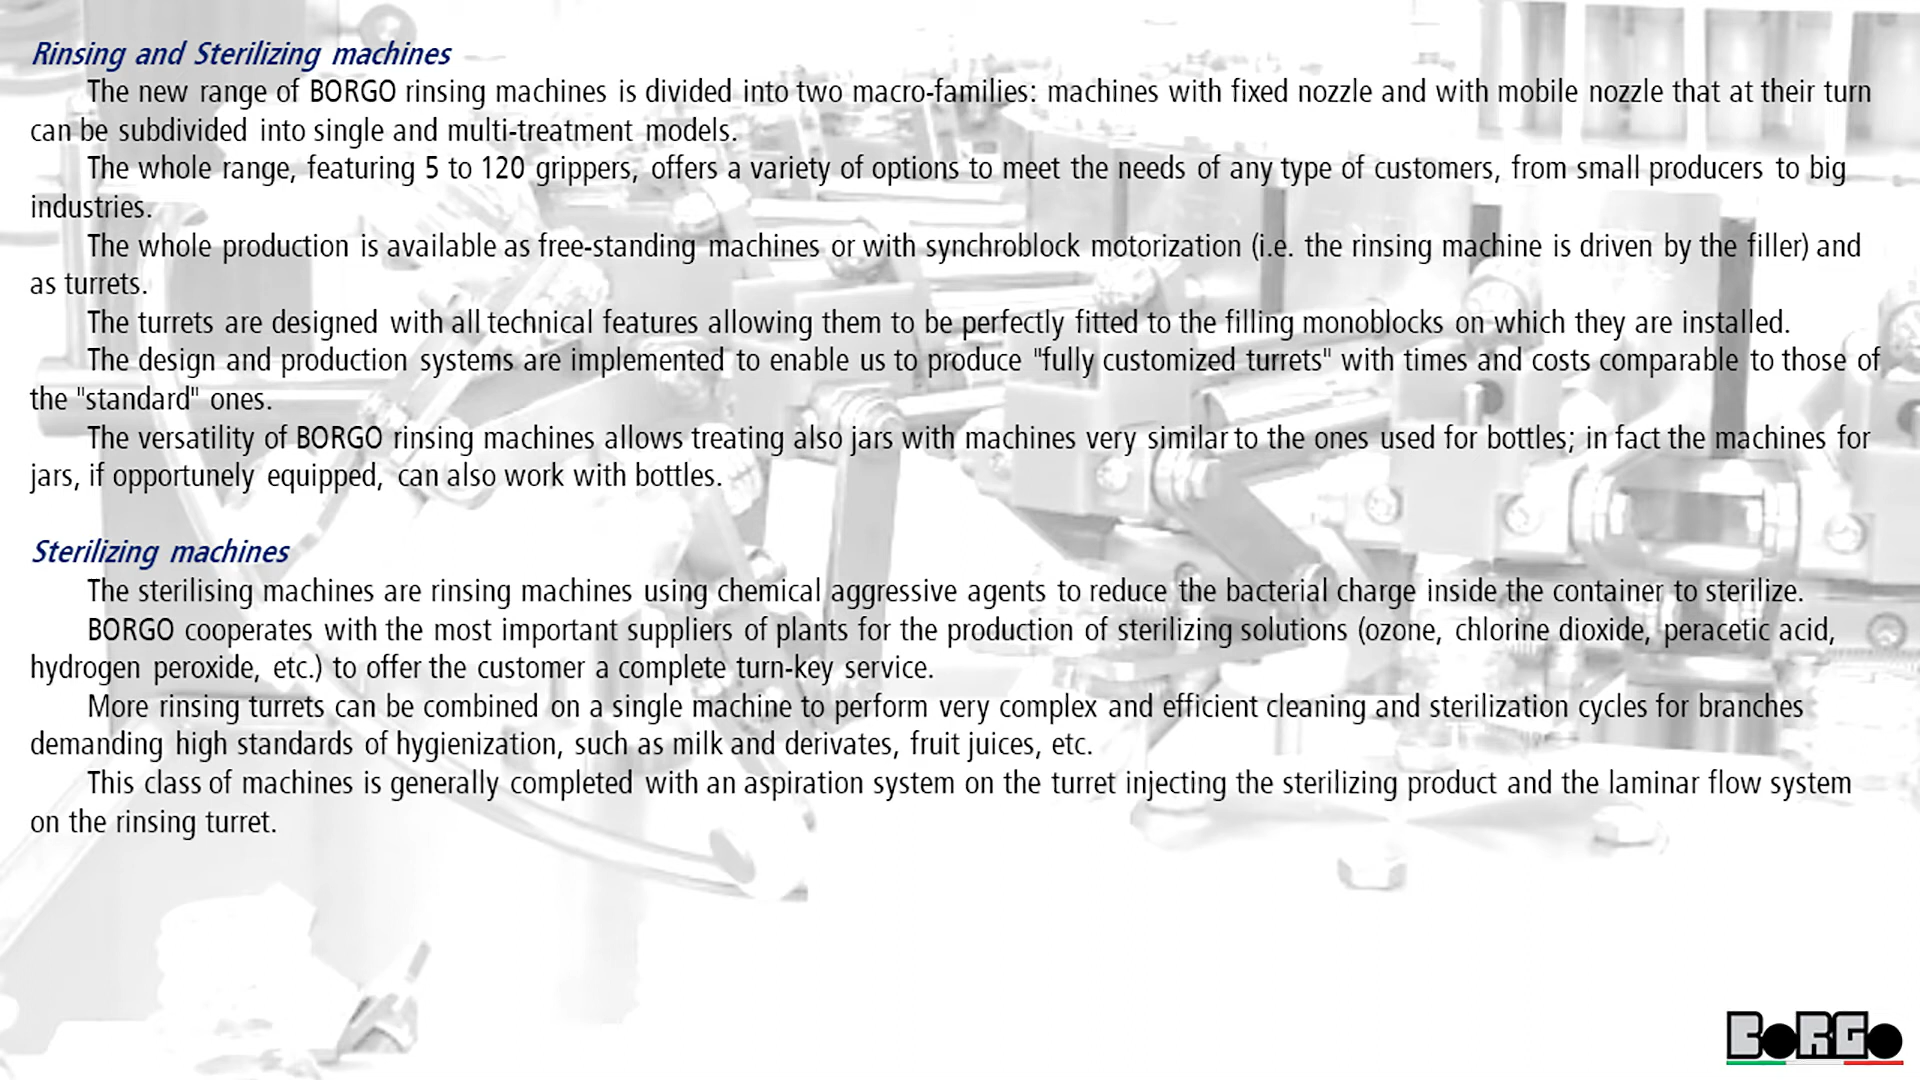 Rinsing and Sterilizing machines
The new range of BORGO rinsing machines is divided into two macro-families: machines with fixed nozzle and with mobile nozzle that at their turn
can be subdivided into single and multi-treatment models.
The whole range, featuring 5 to 120 grippers, offers a variety of options to meet the needs of any type of customers, from small producers to big
industries.
The whole production is available as free-standing machines or with synchroblock motorization (i.e. the rinsing machine is driven by the filler) and
as turrets.
The turrets are designed with all technical features allowing them to be perfectly fitted to the filling monoblocks on which they are installed.
The design and production systems are implemented to enable us to produce "fully customized turrets" with times and costs comparable to those of
the "standard" ones.
The versatility of BORGO rinsing machines allows treating also jars with machines very similar to the ones used for bottles; in fact the machines for
jars, if opportunely equipped, can also work with bottles.
Sterilizing machines
The sterilising machines are rinsing machines using chemical aggressive agents to reduce the bacterial charge inside the container to sterilize.
BORGO cooperates with the most important suppliers of plants for the production of sterilizing solutions (ozone, chlorine dioxide, peracetic acid,
hydrogen peroxide, etc.) to offer the customer a complete turn-key service.
More rinsing turrets can be combined on a single machine to perform very complex and efficient cleaning and sterilization cycles for branches
demanding high standards of hygienization, such as milk and derivates, fruit juices, etc.
This class of machines is generally completed with an aspiration system on the turret injecting the sterilizing product and the laminar flow system
on the rinsing turret.
BoRGo